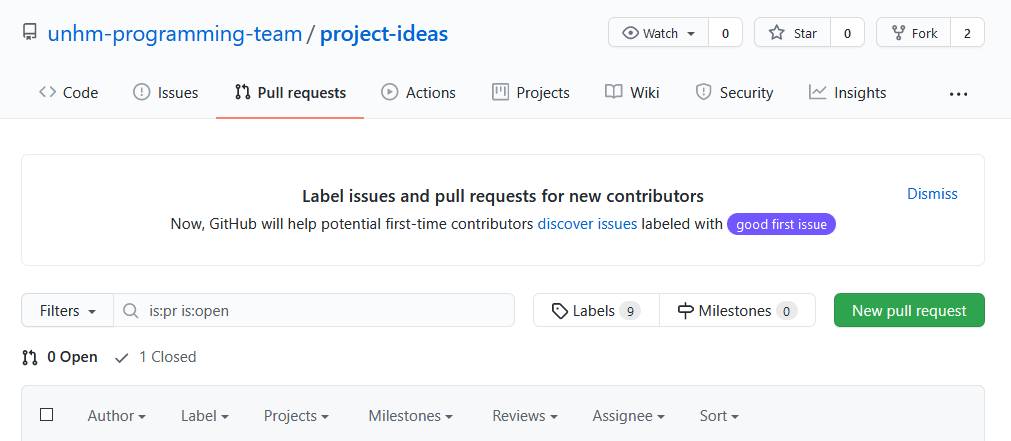 unhm-programming-team / project-ideas
Watch 0 Star 0 Fork 2
Code Issues Pull requests Actions Projects Wiki Security Insights ...
Label issues and pull requests for new contributors Dismiss
Now, GitHub will help potential first-time contributors discover issues labeled with good first issue
Filters is:pr is:open Labels 9 Milestones 0 New pull request
0 Open 1 Closed
Author Label Projects Milestones Reviews Assignee Sort